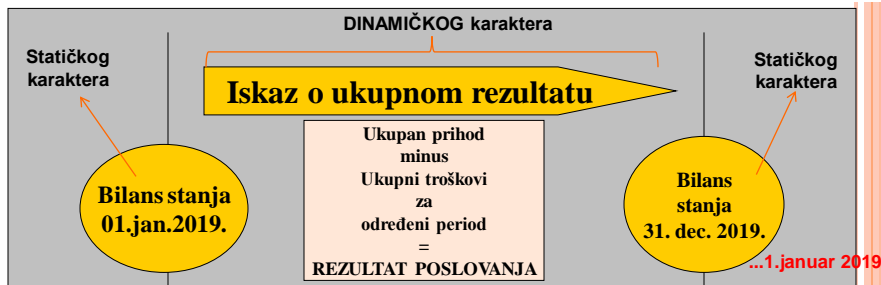 DINAMIČKOG karaktera
Statičkog
karaktera
Statičkog
karaktera
Iskaz o ukupnom rezultatu
Ukupan prihod
minus
Ukupni troškovi
za
određeni period
=
REZULTAT POSLOVANJA
Bilans stanja
01.jan.2019.
Bilans
stanja
31. dec. 2019.
...1.januar 2019